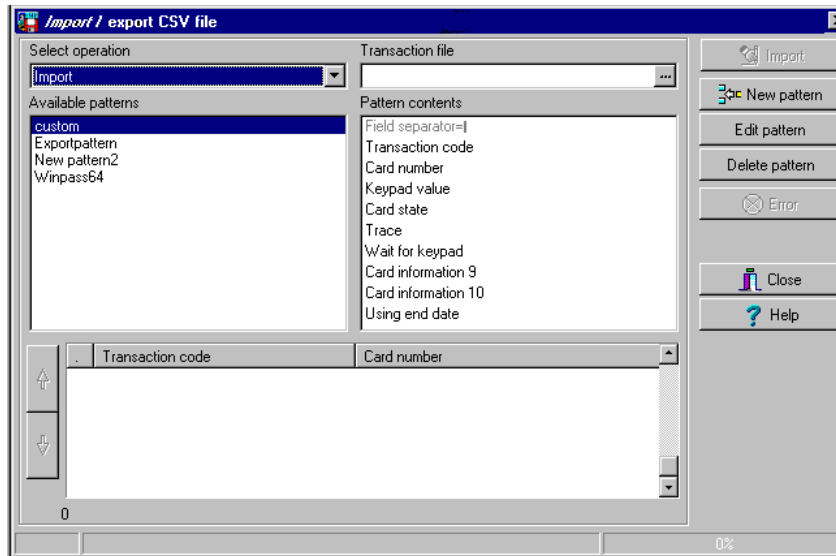 Import / export CSV file
Select operation
Import
Transaction file
...
Available patterns
custom
Exportpattern
New pattern2
Winpass64
Pattern contents
Field separator=|
Transaction code
Card number
Keypad value
Card state
Trace
Wait for keypad
Card information 9
Card information 10
Using end date
Import
New pattern
Edit pattern
Delete pattern
Error
Close
? Help
. Transaction code Card number
0
0%